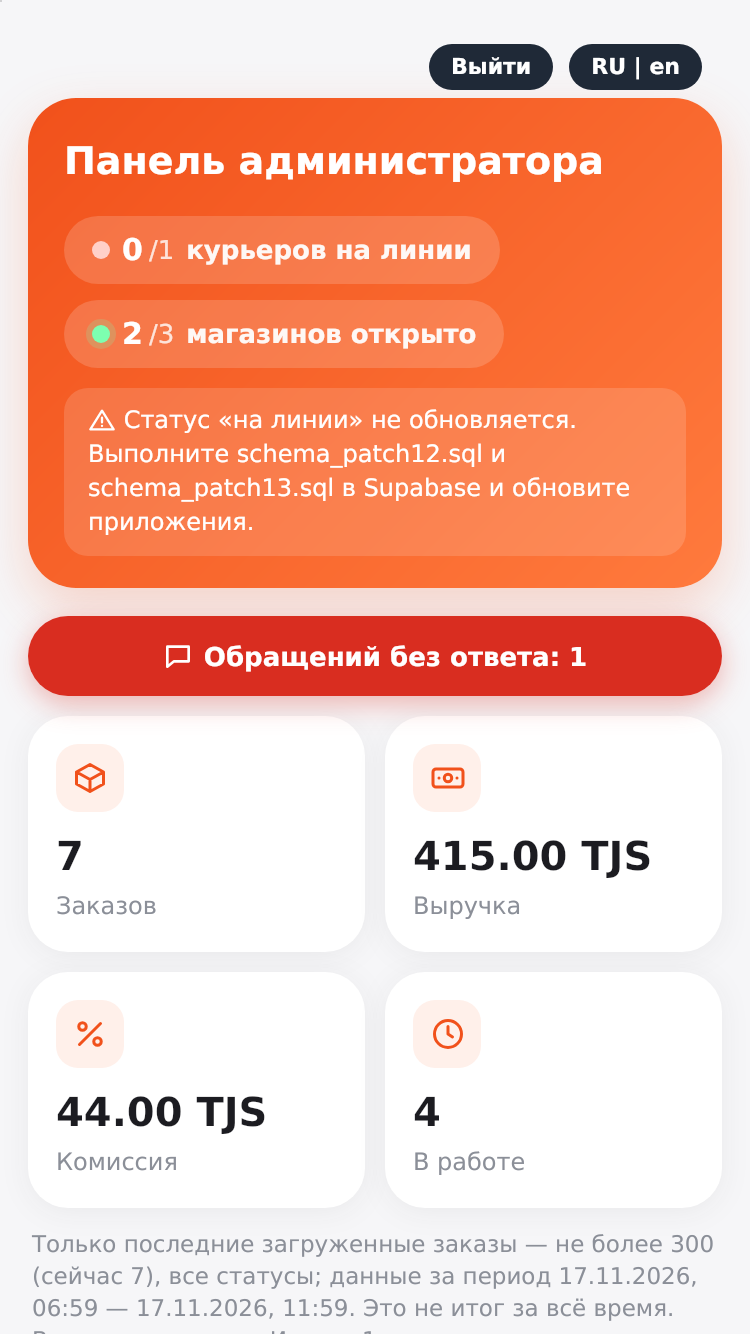 Выйти
RU | en
Панель администратора
0 /1 курьеров на линии
2 /3 магазинов открыто
Статус «на линии» не обновляется.
Выполните schema_patch12.sql и
schema_patch13.sql в Supabase и обновите
приложения.
Обращений без ответа: 1
7
Заказов
415.00 TJS
Выручка
44.00 TJS
Комиссия
4
В работе
Только последние загруженные заказы — не более 300
(сейчас 7), все статусы; данные за период 17.11.2026,
06:59 — 17.11.2026, 11:59. Это не итог за всё время.